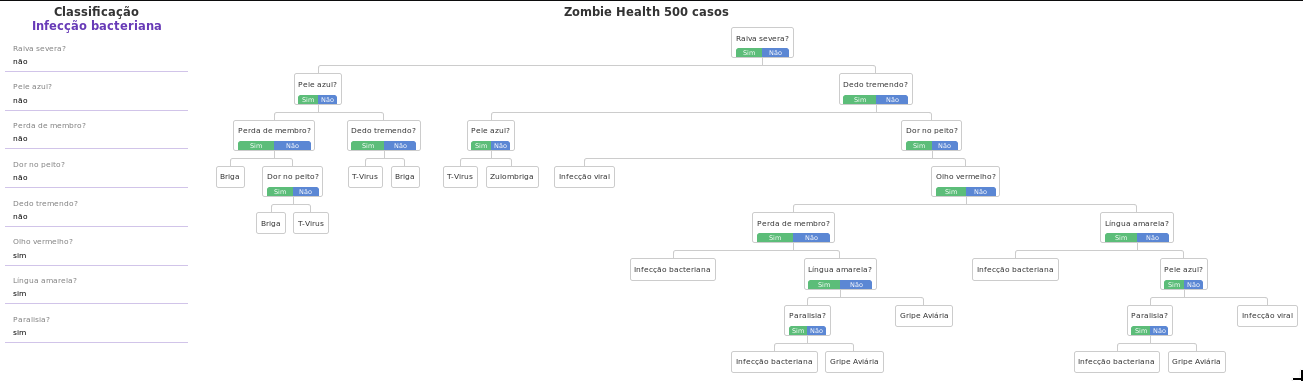 Classificação
Infecção bacteriana
Raiva severa?
não
Pele azul?
não
Perda de membro?
não
Dor no peito?
não
Dedo tremendo?
não
Olho vermelho?
sim
Língua amarela?
sim
Paralisia?
sim
Zombie Health 500 casos
Raiva severa?
Sim Não
Pele azul?
Sim Não
Dedo tremendo?
Sim Não
Perda de membro?
Sim Não
Dedo tremendo?
Sim Não
Pele azul?
Sim Não
Dor no peito?
Sim Não
Briga
Dor no peito?
Sim Não
T-Virus
Briga
T-Virus
Zulombriga
Infecção viral
Olho vermelho?
Sim Não
Briga
T-Virus
Perda de membro?
Sim Não
Língua amarela?
Sim Não
Infecção bacteriana
Língua amarela?
Sim Não
Infecção bacteriana
Pele azul?
Sim Não
Paralisia?
Sim Não
Gripe Aviária
Paralisia?
Sim Não
Infecção viral
Infecção bacteriana
Gripe Aviária
Infecção bacteriana
Gripe Aviária